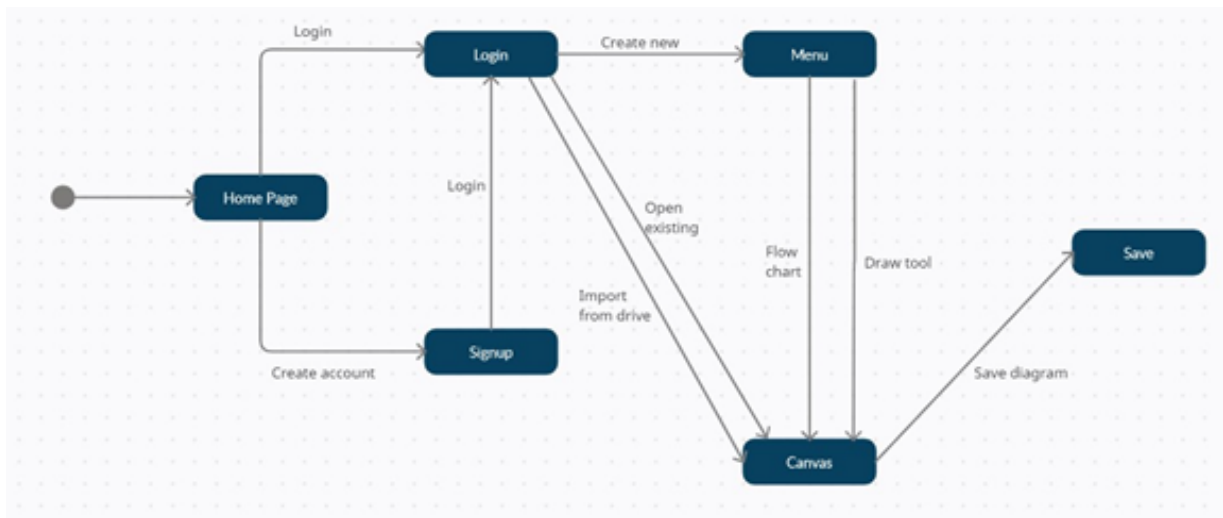 Login
Login
Create new
Menu
Login
Home Page
Open
existing
Flow
chart
Draw tool
Save
Import
from drive
Signup
Create account
Save diagram
Canvas